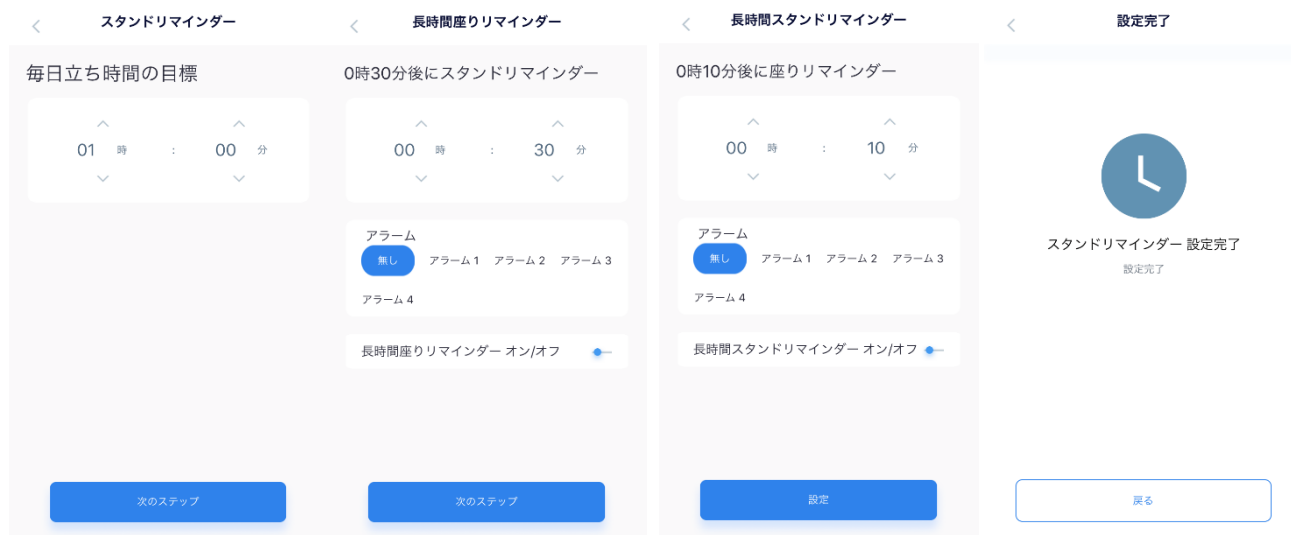 スタンドリマインダー
毎日立ち時間の目標
01 時 : 00 分
次のステップ
長時間座りリマインダー
0時30分後にスタンドリマインダー
00 時 : 30 分
アラーム
無し アラーム 1 アラーム 2 アラーム 3
アラーム 4
長時間座りリマインダー オン/オフ
次のステップ
長時間スタンドリマインダー
0時10分後に座りリマインダー
00 時 : 10 分
アラーム
無し アラーム 1 アラーム 2 アラーム 3
アラーム 4
長時間スタンドリマインダー オン/オフ
設定
設定完了
スタンドリマインダー 設定完了
設定完了
戻る